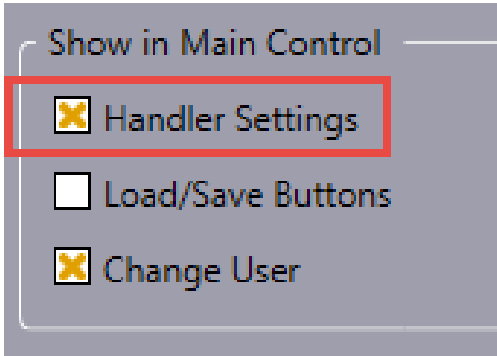 Show in Main Control
Handler Settings
Load/Save Buttons
Change User